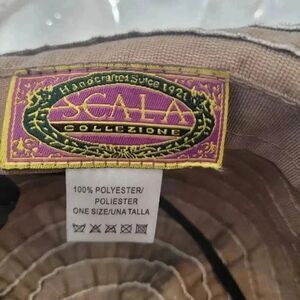 Handcrafted Since 1921
SCALA
COLLEZIONE
100% POLYESTER/
POLIESTER
ONE SIZE/UNA TALLA